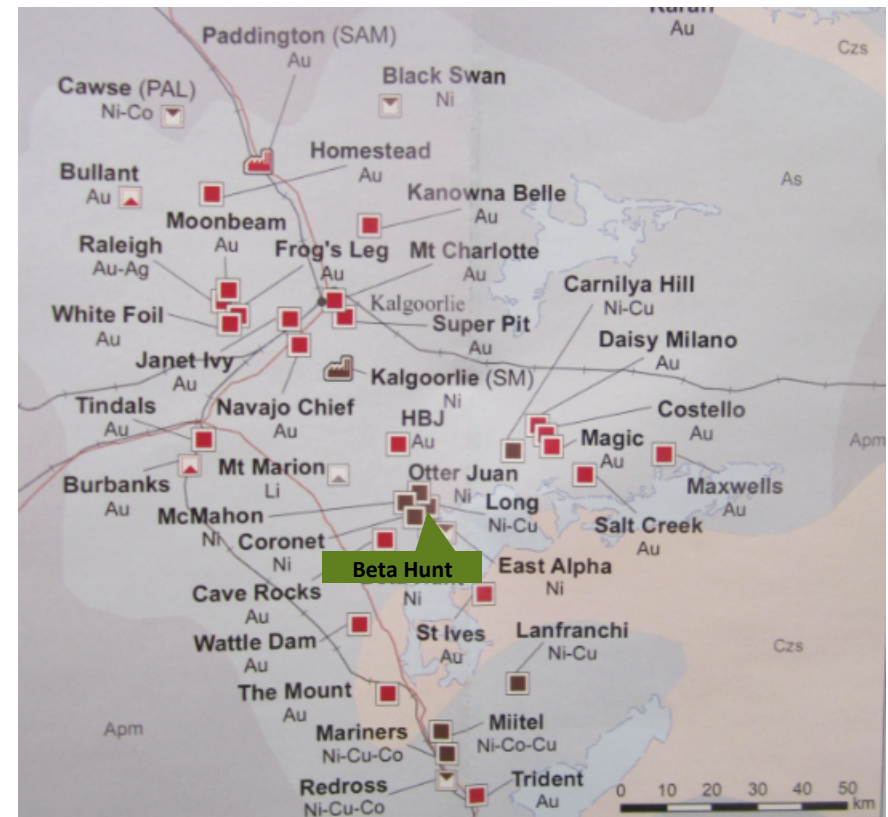 Karari
Au
Czs
Paddington (SAM)
Au
Cawse (PAL)
Ni-Co
Black Swan
Ni
Homestead
Au
Bullant
Au
As
Kanowna Belle
Au
Moonbeam
Au
Raleigh
Au-Ag
Frog's Leg
Au
Mt Charlotte
Au
Carnilya Hill
Ni-Cu
Kalgoorlie
White Foil
Au
Super Pit
Au
Daisy Milano
Au
Janet Ivy
Au
Kalgoorlie (SM)
Ni
Tindals
Au
Navajo Chief
Au
HBJ
Au
Costello
Au
Magic
Au
Apm
Mt Marion
Li
Otter Juan
Ni
Burbanks
Au
Maxwells
Au
Long
Ni-Cu
McMahon
Ni
Salt Creek
Au
Coronet
Ni
Beta Hunt
Ni
East Alpha
Ni
Cave Rocks
Au
St Ives
Au
Lanfranchi
Ni-Cu
Wattle Dam
Au
Czs
The Mount
Au
Apm
Mariners
Ni-Cu-Co
Miitel
Ni-Co-Cu
Redross
Ni-Cu-Co
Trident
Au
0 10 20 30 40 50
km